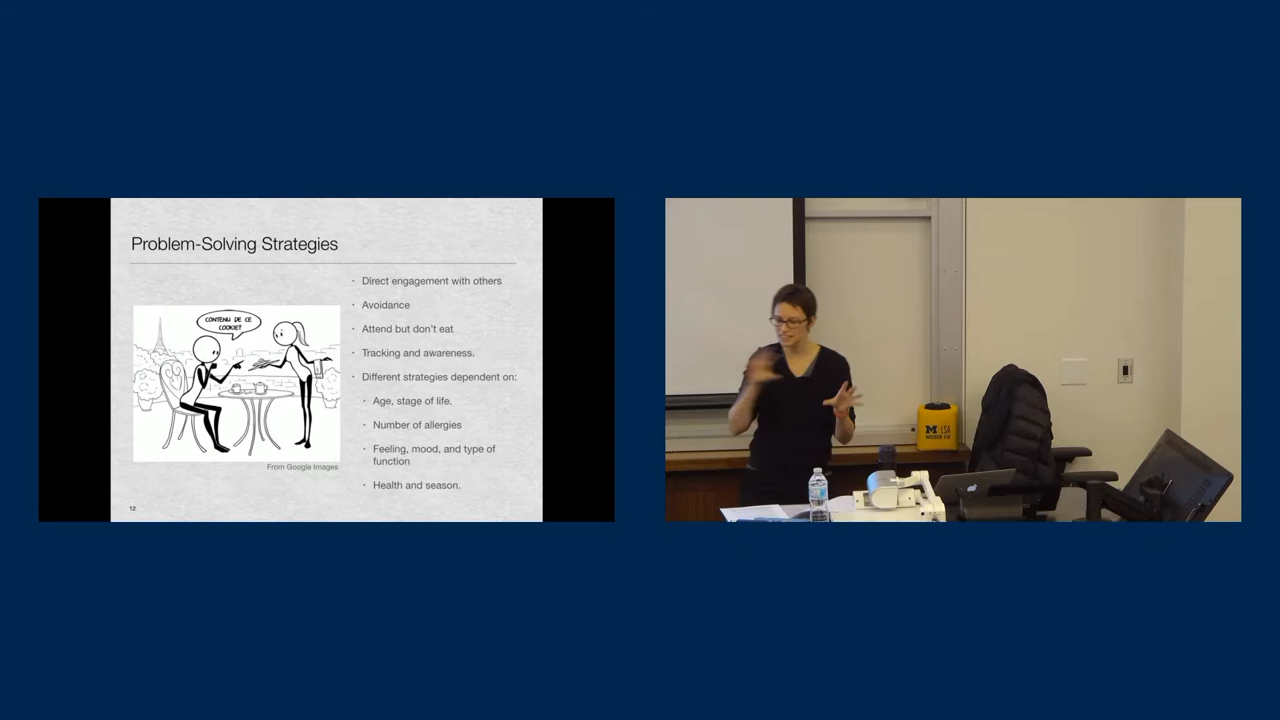 Problem-Solving Strategies
CONTENU DE CE
COOKIE?
From Google Images
· Direct engagement with others
· Avoidance
· Attend but don't eat
· Tracking and awareness.
· Different strategies dependent on:
· Age, stage of life.
· Number of allergies
· Feeling, mood, and type of
function
· Health and season.
12
M LSA
WEISER 110